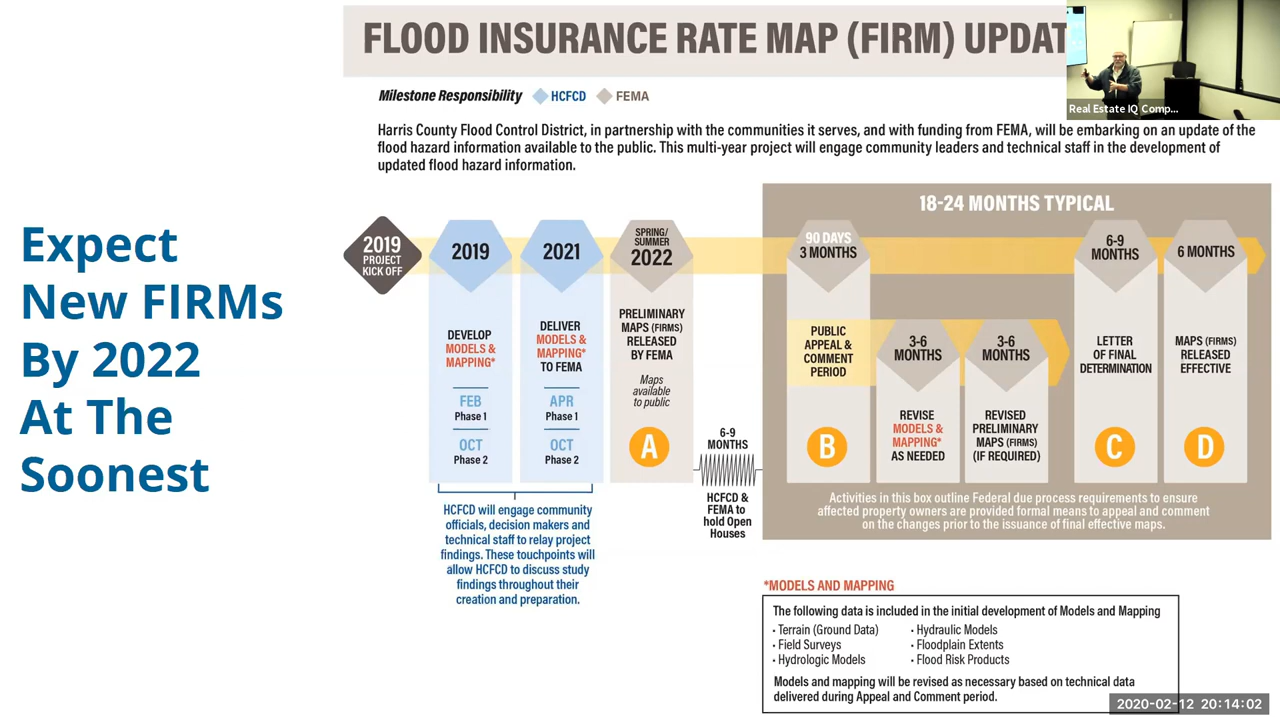 FLOOD INSURANCE RATE MAP (FIRM) UPDAT
Real Estate IQ Comp...
Milestone Responsibility HCFCD FEMA
Harris County Flood Control District, in partnership with the communities it serves, and with funding from FEMA, will be embarking on an update of the
flood hazard information available to the public. This multi-year project will engage community leaders and technical staff in the development of
updated flood hazard information.
Expect
New FIRMs
By 2022
At The
Soonest
2019
PROJECT
KICK OFF
2019
DEVELOP
MODELS &
MAPPING*
FEB
Phase 1
OCT
Phase 2
2021
DELIVER
MODELS &
MAPPING*
TO FEMA
APR
Phase 1
OCT
Phase 2
HCFCD will engage community
officials, decision makers and
technical staff to relay project
findings. These touchpoints will
allow HCFCD to discuss study
findings throughout their
creation and preparation.
SPRING/
SUMMER
2022
PRELIMINARY
MAPS (FIRMS)
RELEASED
BY FEMA
Maps
available
to public
A
6-9
MONTHS
HCFCD &
FEMA to
hold Open
Houses
18-24 MONTHS TYPICAL
90 DAYS
3 MONTHS
PUBLIC
APPEAL &
COMMENT
PERIOD
B
3-6
MONTHS
REVISE
MODELS &
MAPPING*
AS NEEDED
3-6
MONTHS
REVISED
PRELIMINARY
MAPS (FIRMS)
(IF REQUIRED)
6-9
MONTHS
LETTER
OF FINAL
DETERMINATION
C
6 MONTHS
MAPS (FIRMS)
RELEASED
EFFECTIVE
D
Activities in this box outline Federal due process requirements to ensure
affected property owners are provided formal means to appeal and comment
on the changes prior to the issuance of final effective maps.
*MODELS AND MAPPING
The following data is included in the initial development of Models and Mapping
• Terrain (Ground Data)
• Field Surveys
• Hydrologic Models
• Hydraulic Models
• Floodplain Extents
• Flood Risk Products
Models and mapping will be revised as necessary based on technical data
delivered during Appeal and Comment period.
2020-02-12 20:14:02